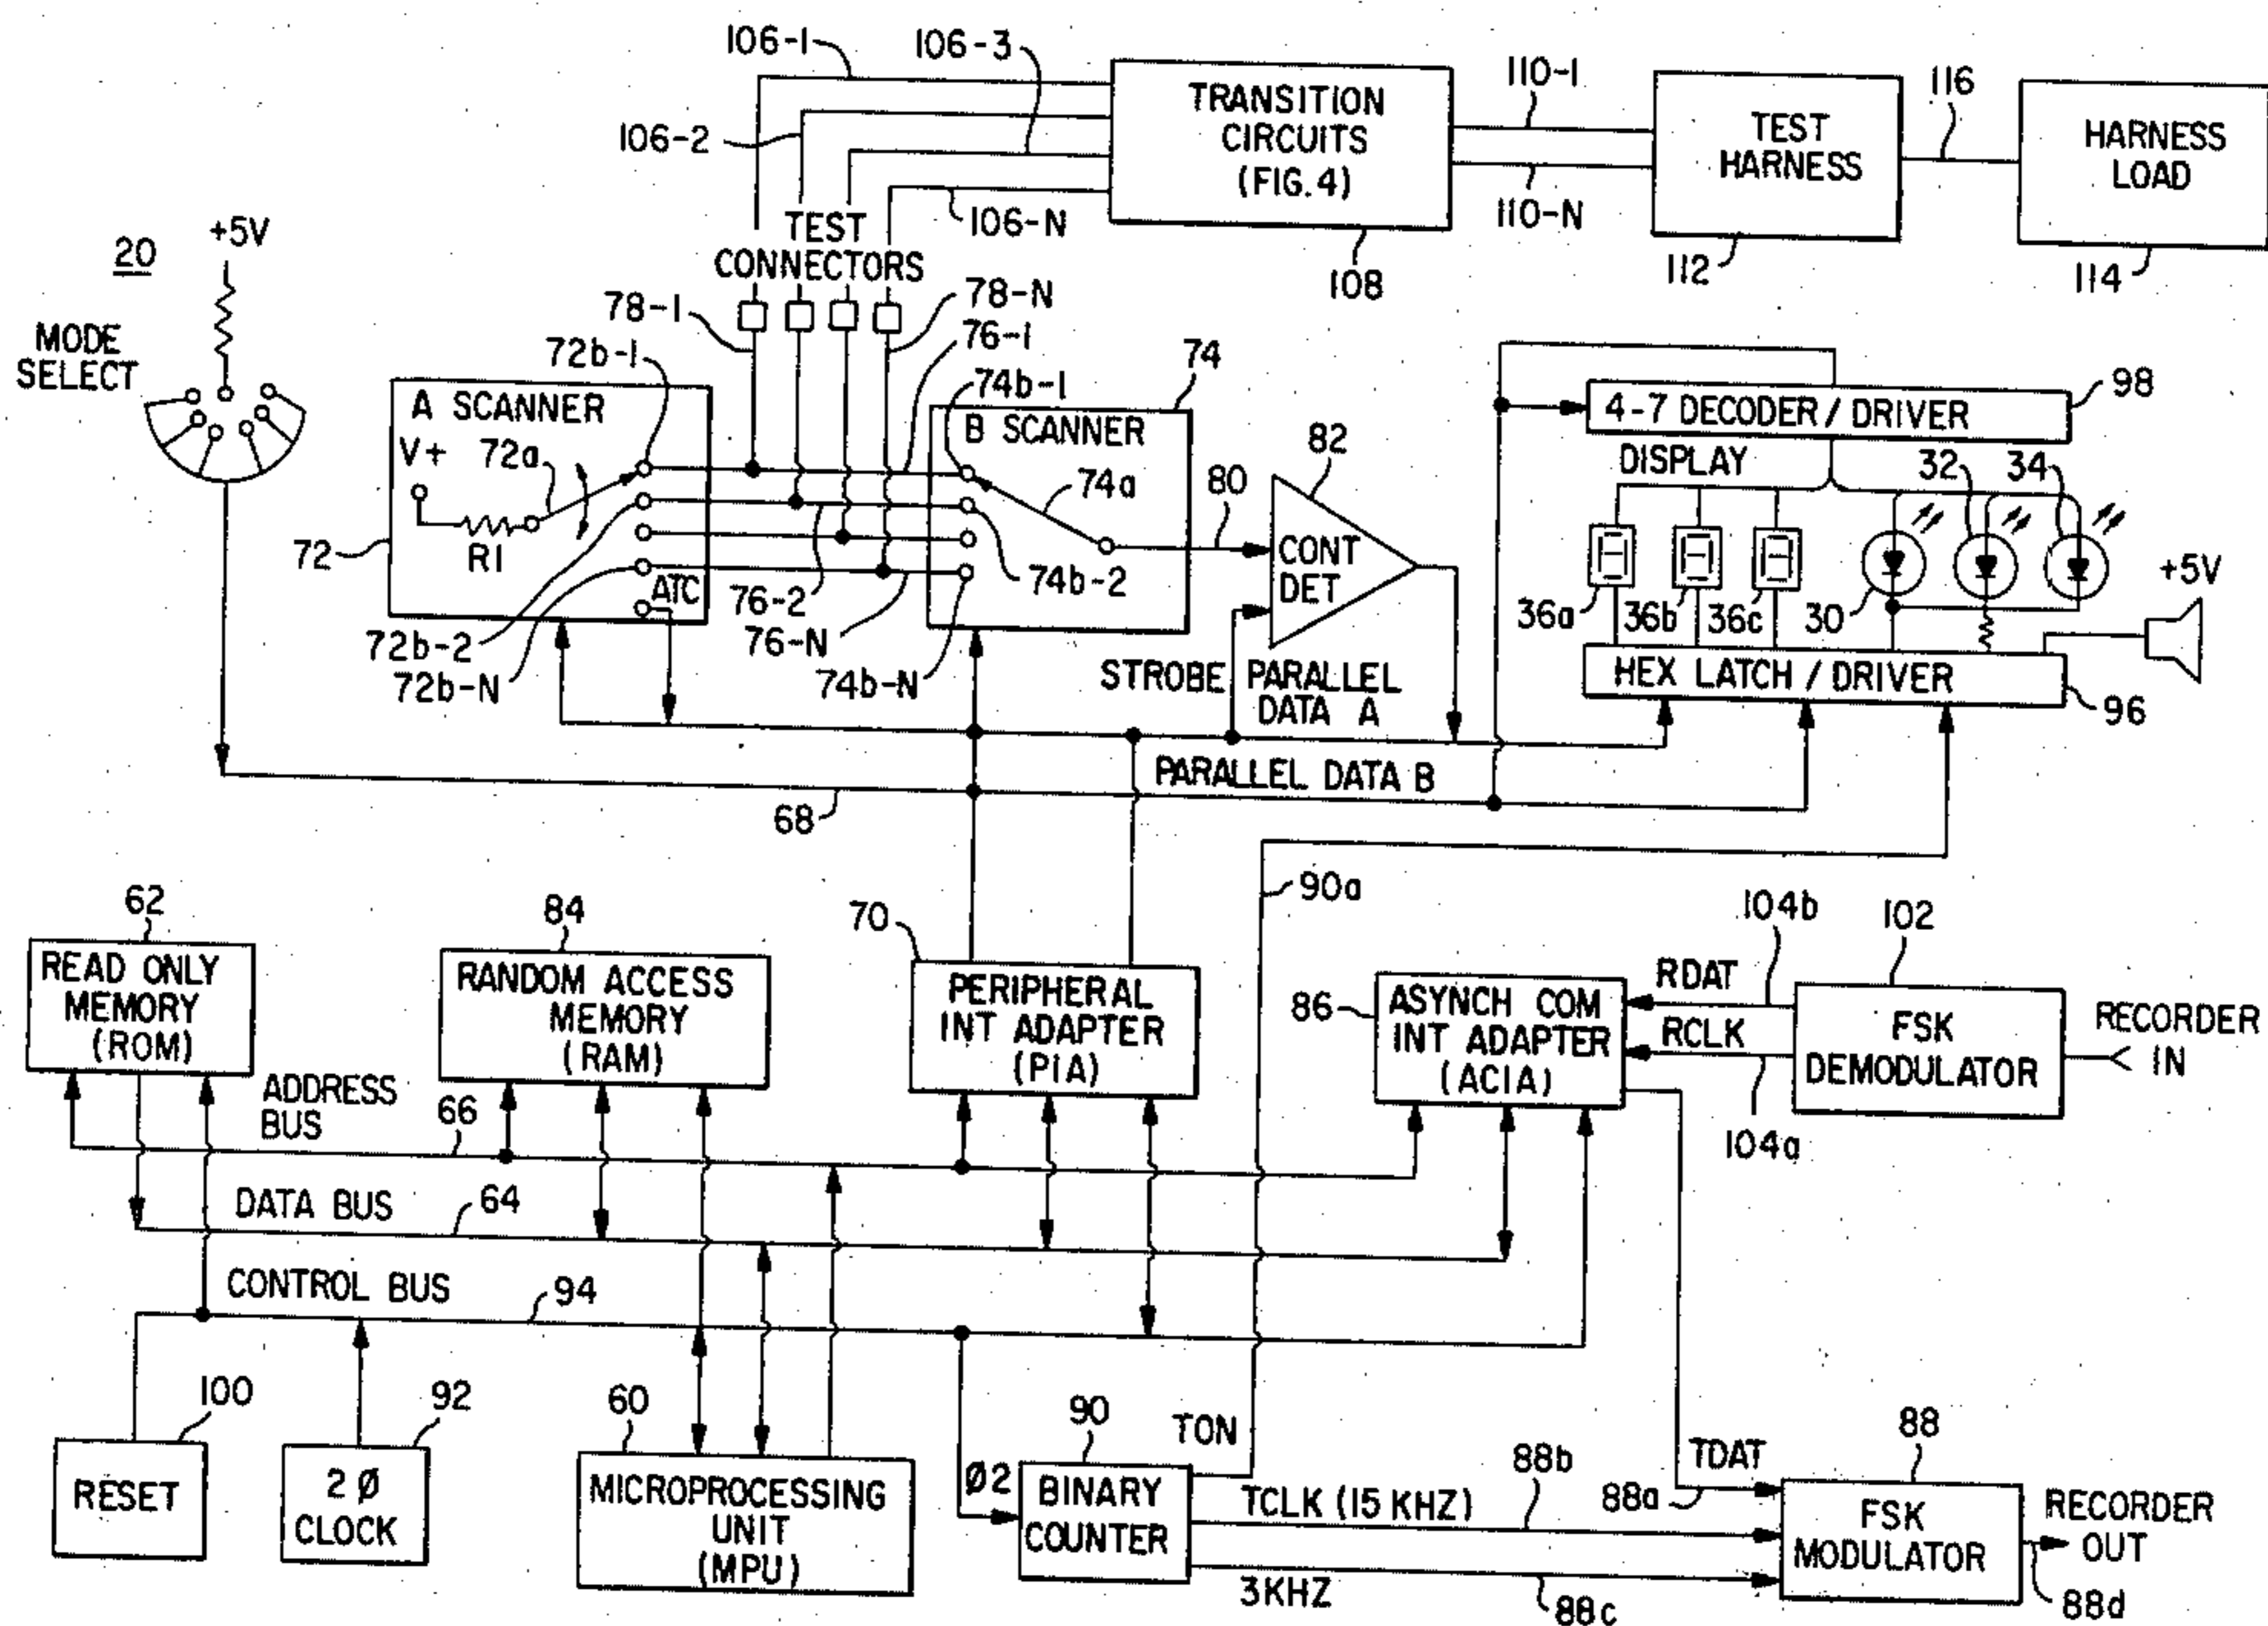 106-1
106-3
106-2
106-N
TRANSITION
CIRCUITS
(FIG. 4)
108
110-1
110-N
TEST
HARNESS
112
116
HARNESS
LOAD
114
20
+5V
MODE
SELECT
TEST
CONNECTORS
78-1
78-N
72b-1
76-1
74b-1
74
A SCANNER
V+
72a
R1
72
ATC
72b-2
72b-N
76-2
76-N
B SCANNER
74a
74b-2
74b-N
80
82
CONT
DET
STROBE
PARALLEL
DATA A
PARALLEL DATA B
68
98
4-7 DECODER / DRIVER
DISPLAY
32
34
36a
36b
36c
30
+5V
HEX LATCH / DRIVER
96
90a
62
READ ONLY
MEMORY
(ROM)
84
RANDOM ACCESS
MEMORY
(RAM)
70
PERIPHERAL
INT ADAPTER
(PIA)
86
ASYNCH COM
INT ADAPTER
(ACIA)
RDAT
RCLK
104b
104a
102
FSK
DEMODULATOR
RECORDER
IN
ADDRESS
BUS
66
DATA BUS
64
CONTROL BUS
94
100
RESET
92
2 Ø
CLOCK
60
MICROPROCESSING
UNIT
(MPU)
90
Ø2
BINARY
COUNTER
TON
TCLK (15 KHZ)
3KHZ
88b
88c
TDAT
88a
88
FSK
MODULATOR
RECORDER
OUT
88d